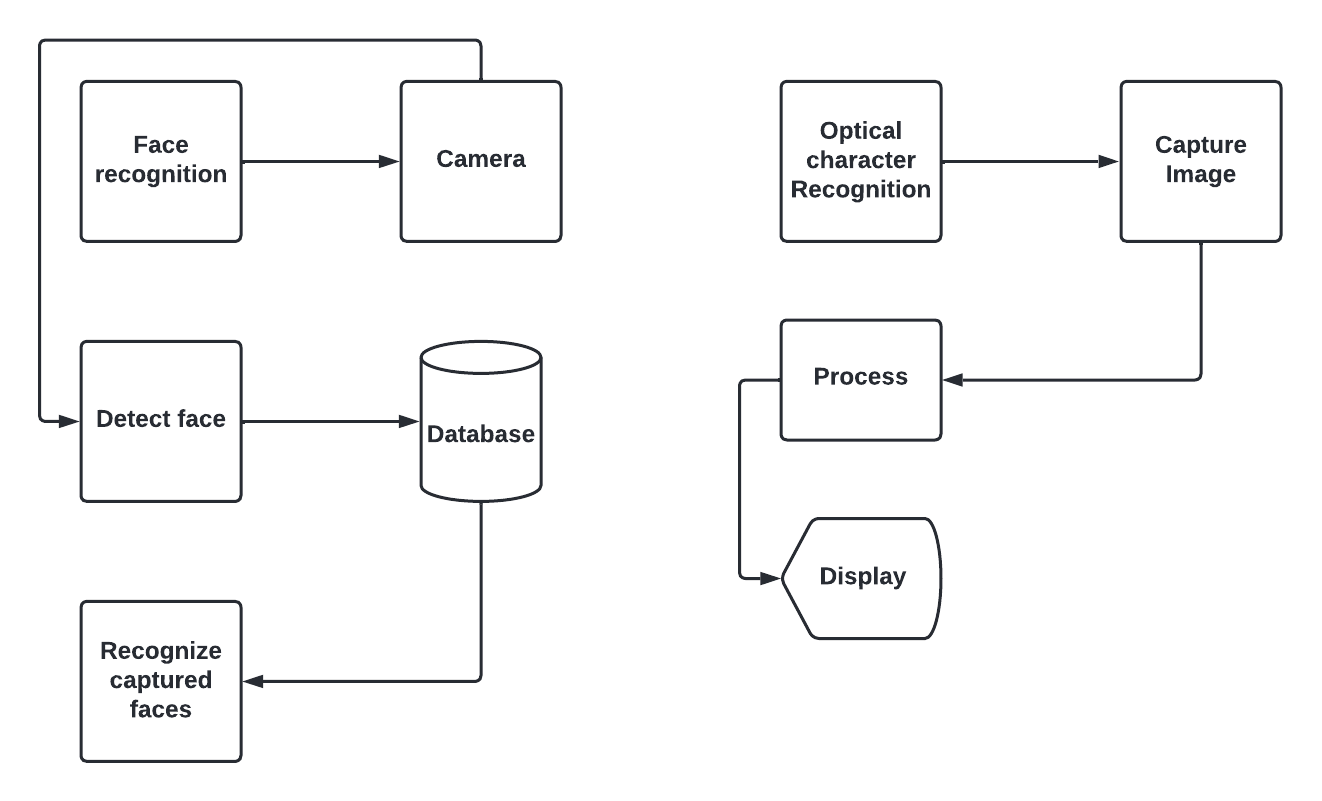 Face
recognition
Camera
Optical
character
Recognition
Capture
Image
Detect face
Database
Process
Display
Recognize
captured
faces